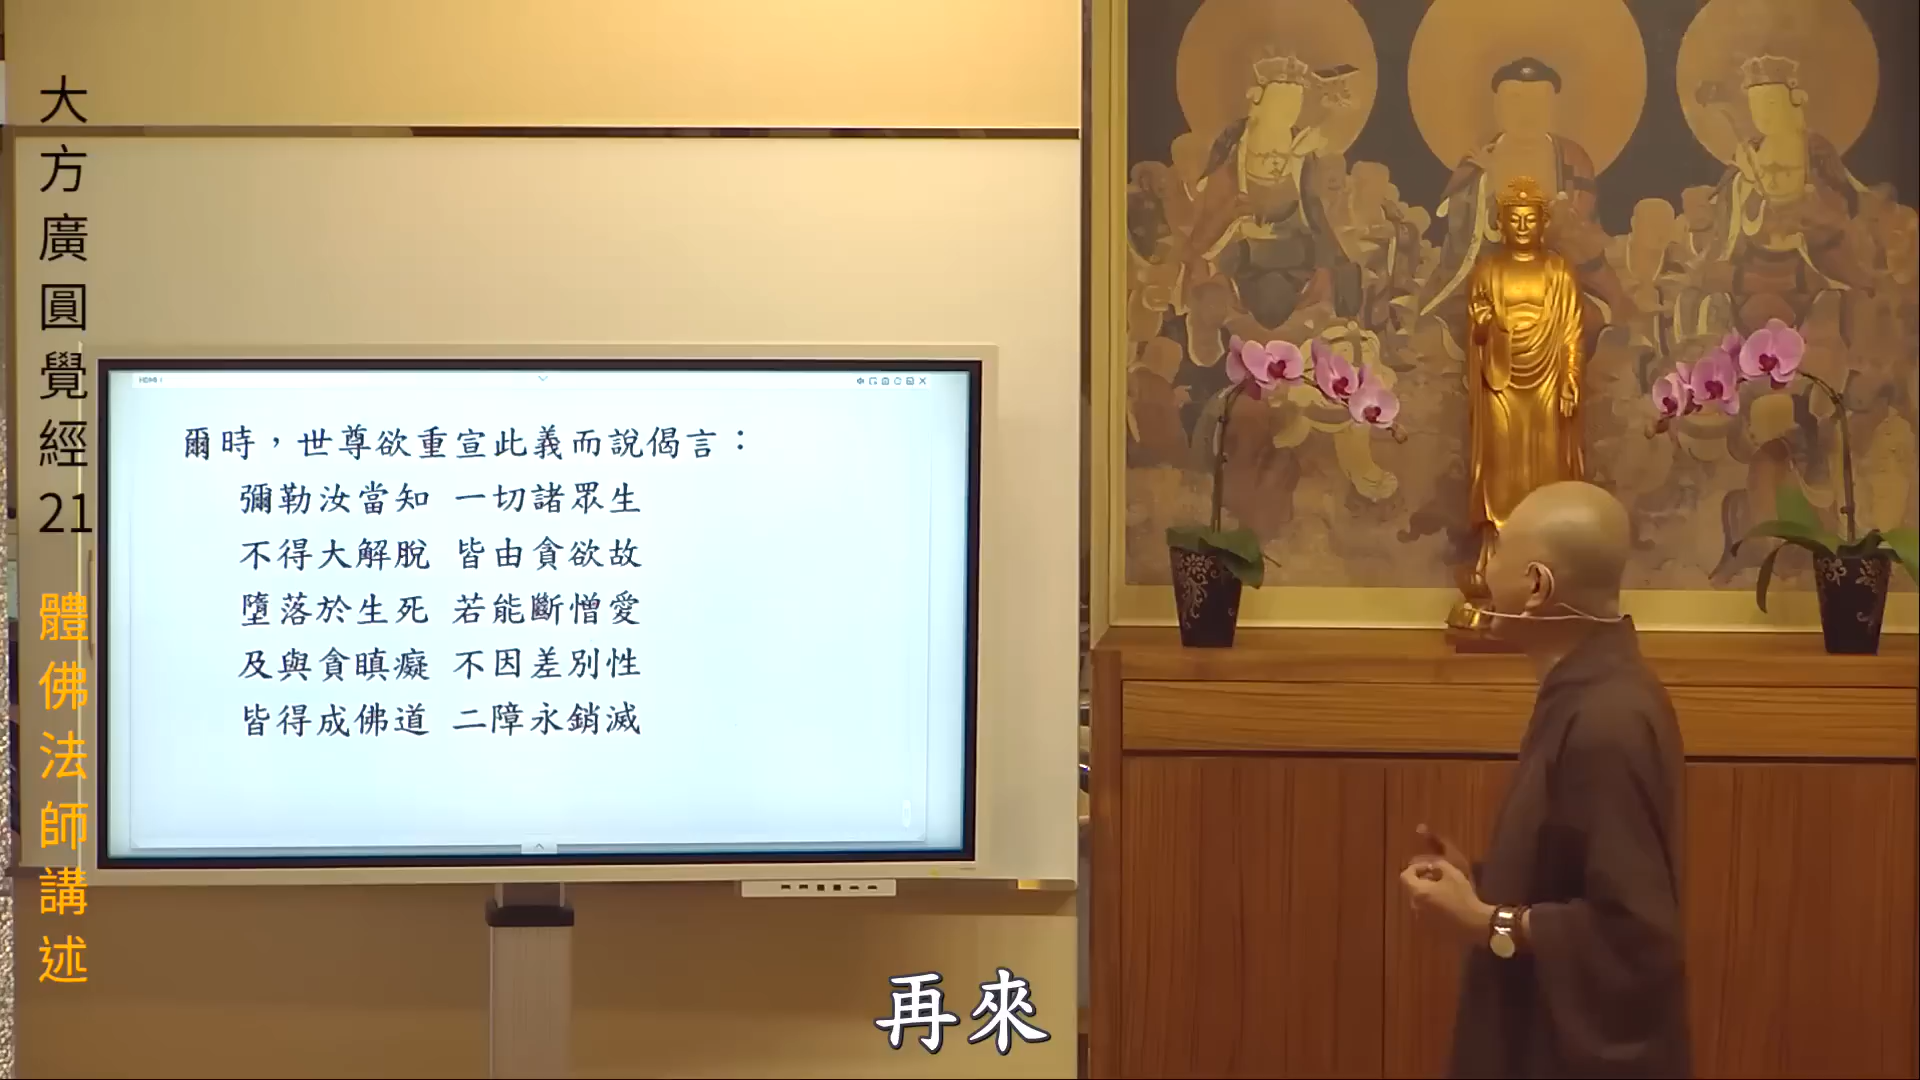 大方廣圓覺經21 體佛法師講述
HDMI 1
爾時，世尊欲重宣此義而說偈言：
彌勒汝當知 一切諸眾生
不得大解脫 皆由貪欲故
墮落於生死 若能斷憎愛
及與貪瞋癡 不因差別性
皆得成佛道 二障永銷滅
再來